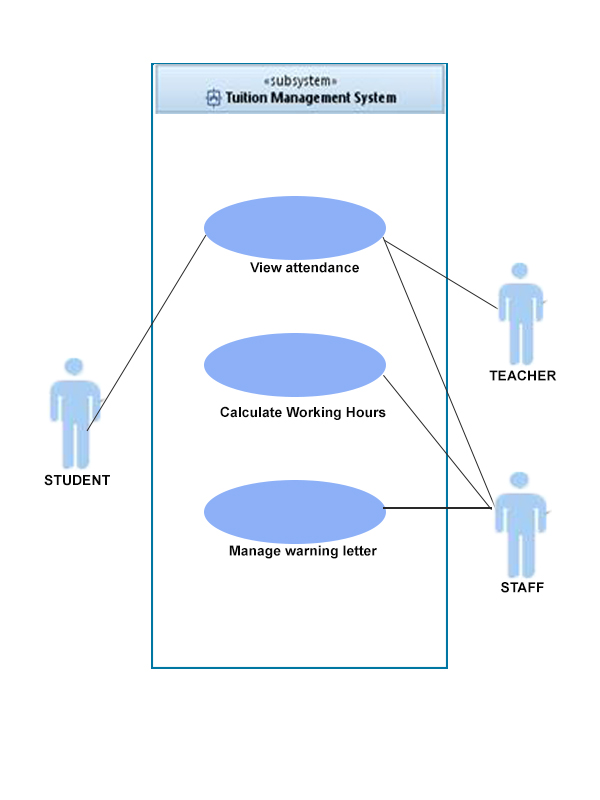 «subsystem»
Tuition Management System
View attendance
TEACHER
Calculate Working Hours
STUDENT
Manage warning letter
STAFF